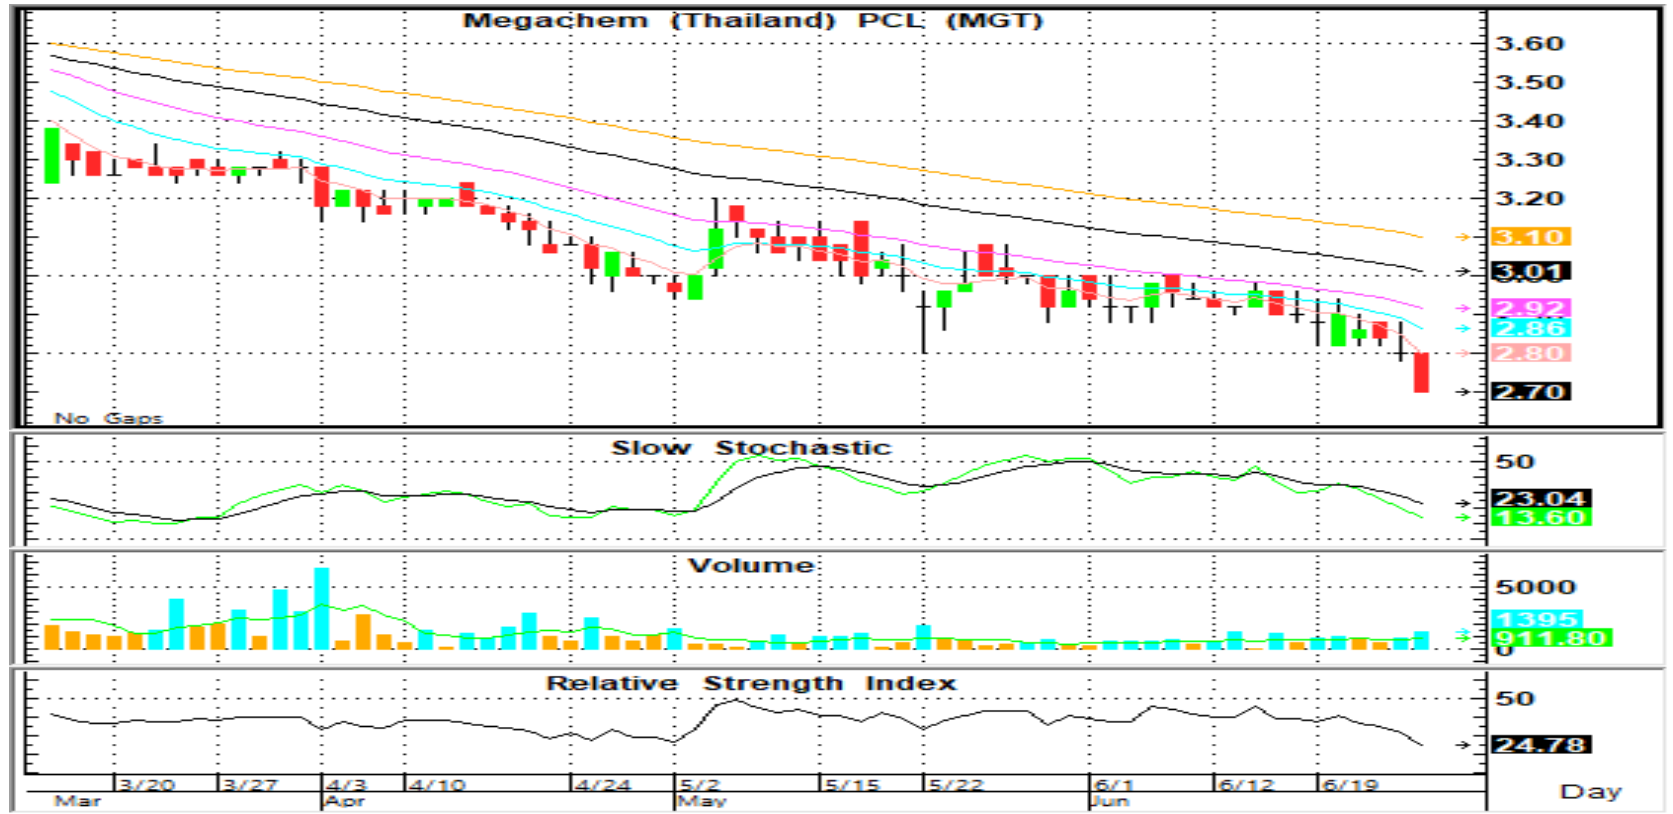 Megachem (Thailand) PCL (MGT)
3.60
3.50
3.40
3.30
3.20
3.10
3.01
2.92
2.86
2.80
2.70
No Gaps
Slow Stochastic
50
23.04
13.60
Volume
5000
1395
911.80
0
Relative Strength Index
50
24.78
3/20 3/27 4/3 4/10 4/24 5/2 5/15 5/22 6/1 6/12 6/19
Mar Apr May Jun
Day